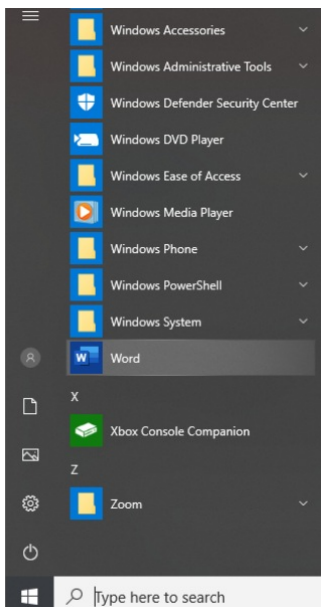 Windows Accessories
Windows Administrative Tools
Windows Defender Security Center
Windows DVD Player
Windows Ease of Access
Windows Media Player
Windows Phone
Windows PowerShell
Windows System
W Word
X
Xbox Console Companion
Z
Zoom
Type here to search